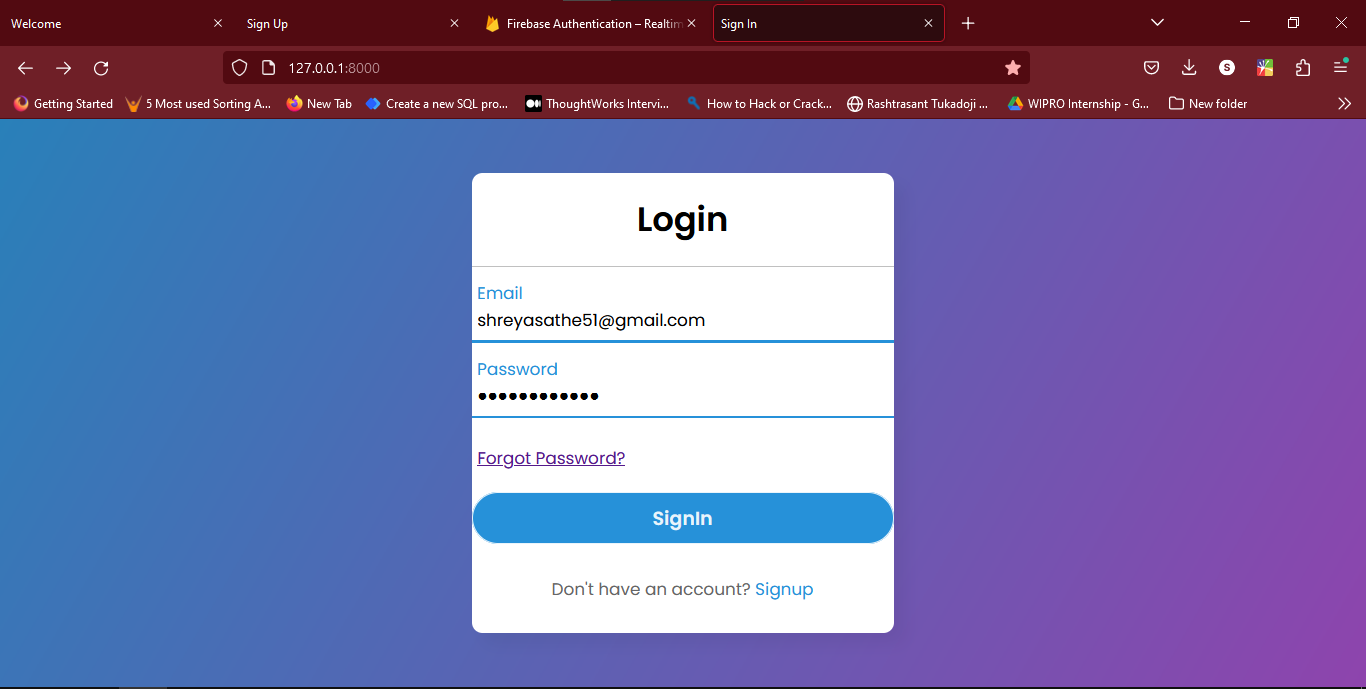 Welcome
Sign Up
Firebase Authentication – Realtim
Sign In
127.0.0.1:8000
S
Getting Started
5 Most used Sorting A...
New Tab
Create a new SQL pro...
ThoughtWorks Intervi...
How to Hack or Crack...
Rashtrasant Tukadoji ...
WIPRO Internship - G...
New folder
Login
Email
shreyasathe51@gmail.com
Password
Forgot Password?
SignIn
Don't have an account? Signup